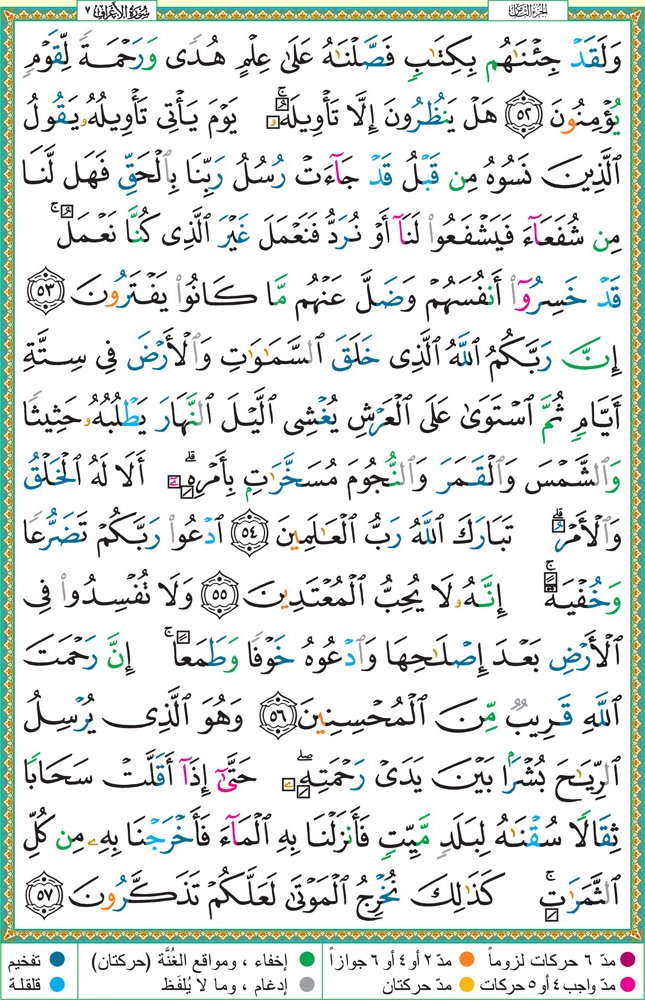 سُورَةُ الأَعْرَافِ ٧
الجزء الثامن
وَلَقَدْ جِئْنَٰهُم بِكِتَٰبٍ فَصَّلْنَٰهُ عَلَىٰ عِلْمٍ هُدًى وَرَحْمَةً لِّقَوْمٍ
يُؤْمِنُونَ ٥٢ هَلْ يَنظُرُونَ إِلَّا تَأْوِيلَهُۥ ۚ يَوْمَ يَأْتِى تَأْوِيلُهُۥ يَقُولُ
ٱلَّذِينَ نَسُوهُ مِن قَبْلُ قَدْ جَآءَتْ رُسُلُ رَبِّنَا بِٱلْحَقِّ فَهَل لَّنَا
مِن شُفَعَآءَ فَيَشْفَعُوا۟ لَنَآ أَوْ نُرَدُّ فَنَعْمَلَ غَيْرَ ٱلَّذِى كُنَّا نَعْمَلُ ۚ
قَدْ خَسِرُوٓا۟ أَنفُسَهُمْ وَضَلَّ عَنْهُم مَّا كَانُوا۟ يَفْتَرُونَ ٥٣
إِنَّ رَبَّكُمُ ٱللَّهُ ٱلَّذِى خَلَقَ ٱلسَّمَٰوَٰتِ وَٱلْأَرْضَ فِى سِتَّةِ
أَيَّامٍ ثُمَّ ٱسْتَوَىٰ عَلَى ٱلْعَرْشِ يُغْشِى ٱلَّيْلَ ٱلنَّهَارَ يَطْلُبُهُۥ حَثِيثًا
وَٱلشَّمْسَ وَٱلْقَمَرَ وَٱلنُّجُومَ مُسَخَّرَٰتٍۭ بِأَمْرِهِۦٓ ۗ أَلَا لَهُ ٱلْخَلْقُ
وَٱلْأَمْرُ ۗ تَبَارَكَ ٱللَّهُ رَبُّ ٱلْعَٰلَمِينَ ٥٤ ٱدْعُوا۟ رَبَّكُمْ تَضَرُّعًا
وَخُفْيَةً ۚ إِنَّهُۥ لَا يُحِبُّ ٱلْمُعْتَدِينَ ٥٥ وَلَا تُفْسِدُوا۟ فِى
ٱلْأَرْضِ بَعْدَ إِصْلَٰحِهَا وَٱدْعُوهُ خَوْفًا وَطَمَعًا ۚ إِنَّ رَحْمَتَ
ٱللَّهِ قَرِيبٌ مِّنَ ٱلْمُحْسِنِينَ ٥٦ وَهُوَ ٱلَّذِى يُرْسِلُ
ٱلرِّيَٰحَ بُشْرًۢا بَيْنَ يَدَىْ رَحْمَتِهِۦ ۖ حَتَّىٰٓ إِذَآ أَقَلَّتْ سَحَابًا
ثِقَالًا سُقْنَٰهُ لِبَلَدٍ مَّيِّتٍ فَأَنزَلْنَا بِهِ ٱلْمَآءَ فَأَخْرَجْنَا بِهِۦ مِن كُلِّ
ٱلثَّمَرَٰتِ ۚ كَذَٰلِكَ نُخْرِجُ ٱلْمَوْتَىٰ لَعَلَّكُمْ تَذَكَّرُونَ ٥٧
مدّ ٦ حركات لزوماً مدّ ٢ أو ٤ أو ٦ جوازاً إخفاء ، ومواقع الغُنَّة (حركتان) تفخيم
مدّ واجب ٤ أو ٥ حركات مدّ حركتان إدغام ، وما لا يُلفَظ قلقلة